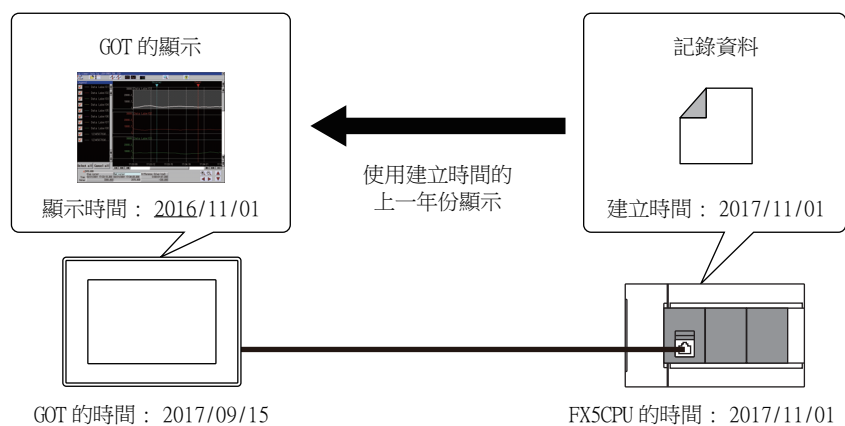 GOT 的顯示
記錄資料
使用建立時間的
上一年份顯示
顯示時間： 2016/11/01
建立時間： 2017/11/01
GOT 的時間： 2017/09/15
FX5CPU 的時間： 2017/11/01